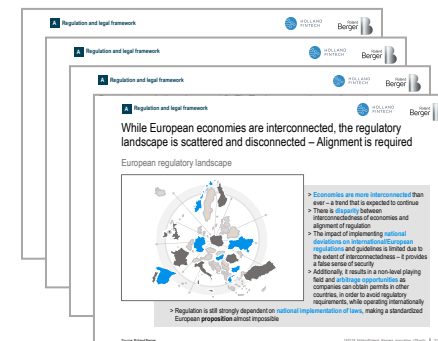 A Regulation and legal framework
HOLLAND
FINTECH
Roland
Berger
A Regulation and legal framework
HOLLAND
FINTECH
Roland
Berger
A Regulation and legal framework
HOLLAND
FINTECH
Roland
Berger
A Regulation and legal framework
HOLLAND
FINTECH
Roland
Berger
While European economies are interconnected, the regulatory
landscape is scattered and disconnected – Alignment is required
European regulatory landscape
> Economies are more interconnected than
ever – a trend that is expected to continue
> There is disparity between
interconnectedness of economies and
alignment of regulation
> The impact of implementing national
deviations on international/European
regulations and guidelines is limited due to
the extent of interconnectedness – it provides
a false sense of security
> Additionally, it results in a non-level playing
field and arbitrage opportunities as
companies can obtain permits in other
countries, in order to avoid regulatory
requirements, while operating internationally
> Regulation is still strongly dependent on national implementation of laws, making a standardized
European proposition almost impossible